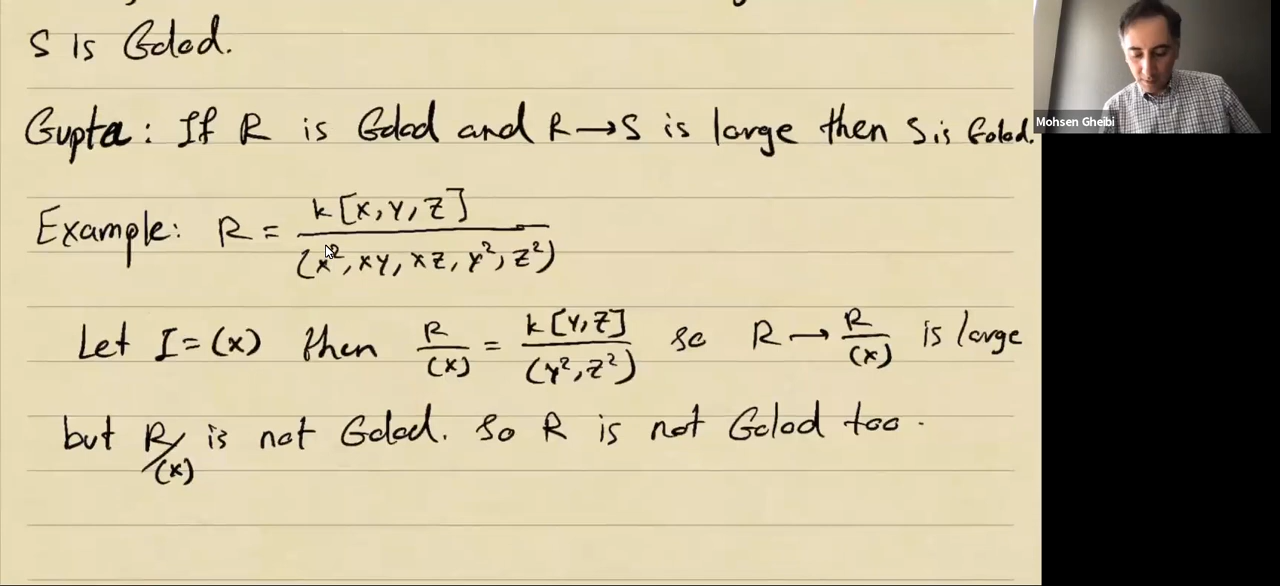 S is Golod.
Gupta: If R is Golod and R → S is large then S is Golod.
Mohsen Gheibi
Example: R = k[x,y,z] / (x², xy, xz, y², z²)
Let I = (x) then R/(x) = k[y,z]/(y², z²) so R → R/(x) is large
but R/(x) is not Golod. So R is not Golod too.